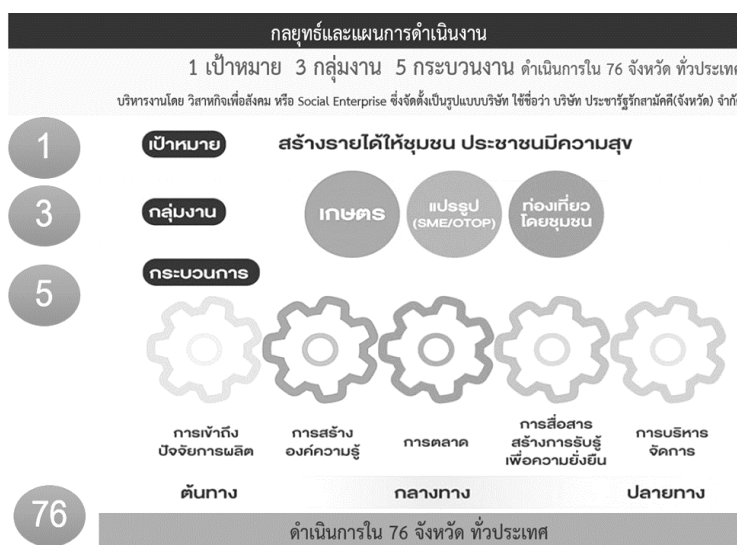 กลยุทธ์และแผนการดำเนินงาน
1 เป้าหมาย 3 กลุ่มงาน 5 กระบวนงาน ดำเนินการใน 76 จังหวัด ทั่วประเทศ
บริหารงานโดย วิสาหกิจเพื่อสังคม หรือ Social Enterprise ซึ่งจัดตั้งเป็นรูปแบบบริษัท ใช้ชื่อว่า บริษัท ประชารัฐรักสามัคคี(จังหวัด) จำกัด
1
เป้าหมาย
สร้างรายได้ให้ชุมชน ประชาชนมีความสุข
3
กลุ่มงาน
เกษตร
แปรรูป
(SME/OTOP)
ท่องเที่ยว
โดยชุมชน
5
กระบวนการ
การเข้าถึง
ปัจจัยการผลิต
การสร้าง
องค์ความรู้
การตลาด
การสื่อสาร
สร้างการรับรู้
เพื่อความยั่งยืน
การบริหาร
จัดการ
ต้นทาง
กลางทาง
ปลายทาง
76
ดำเนินการใน 76 จังหวัด ทั่วประเทศ